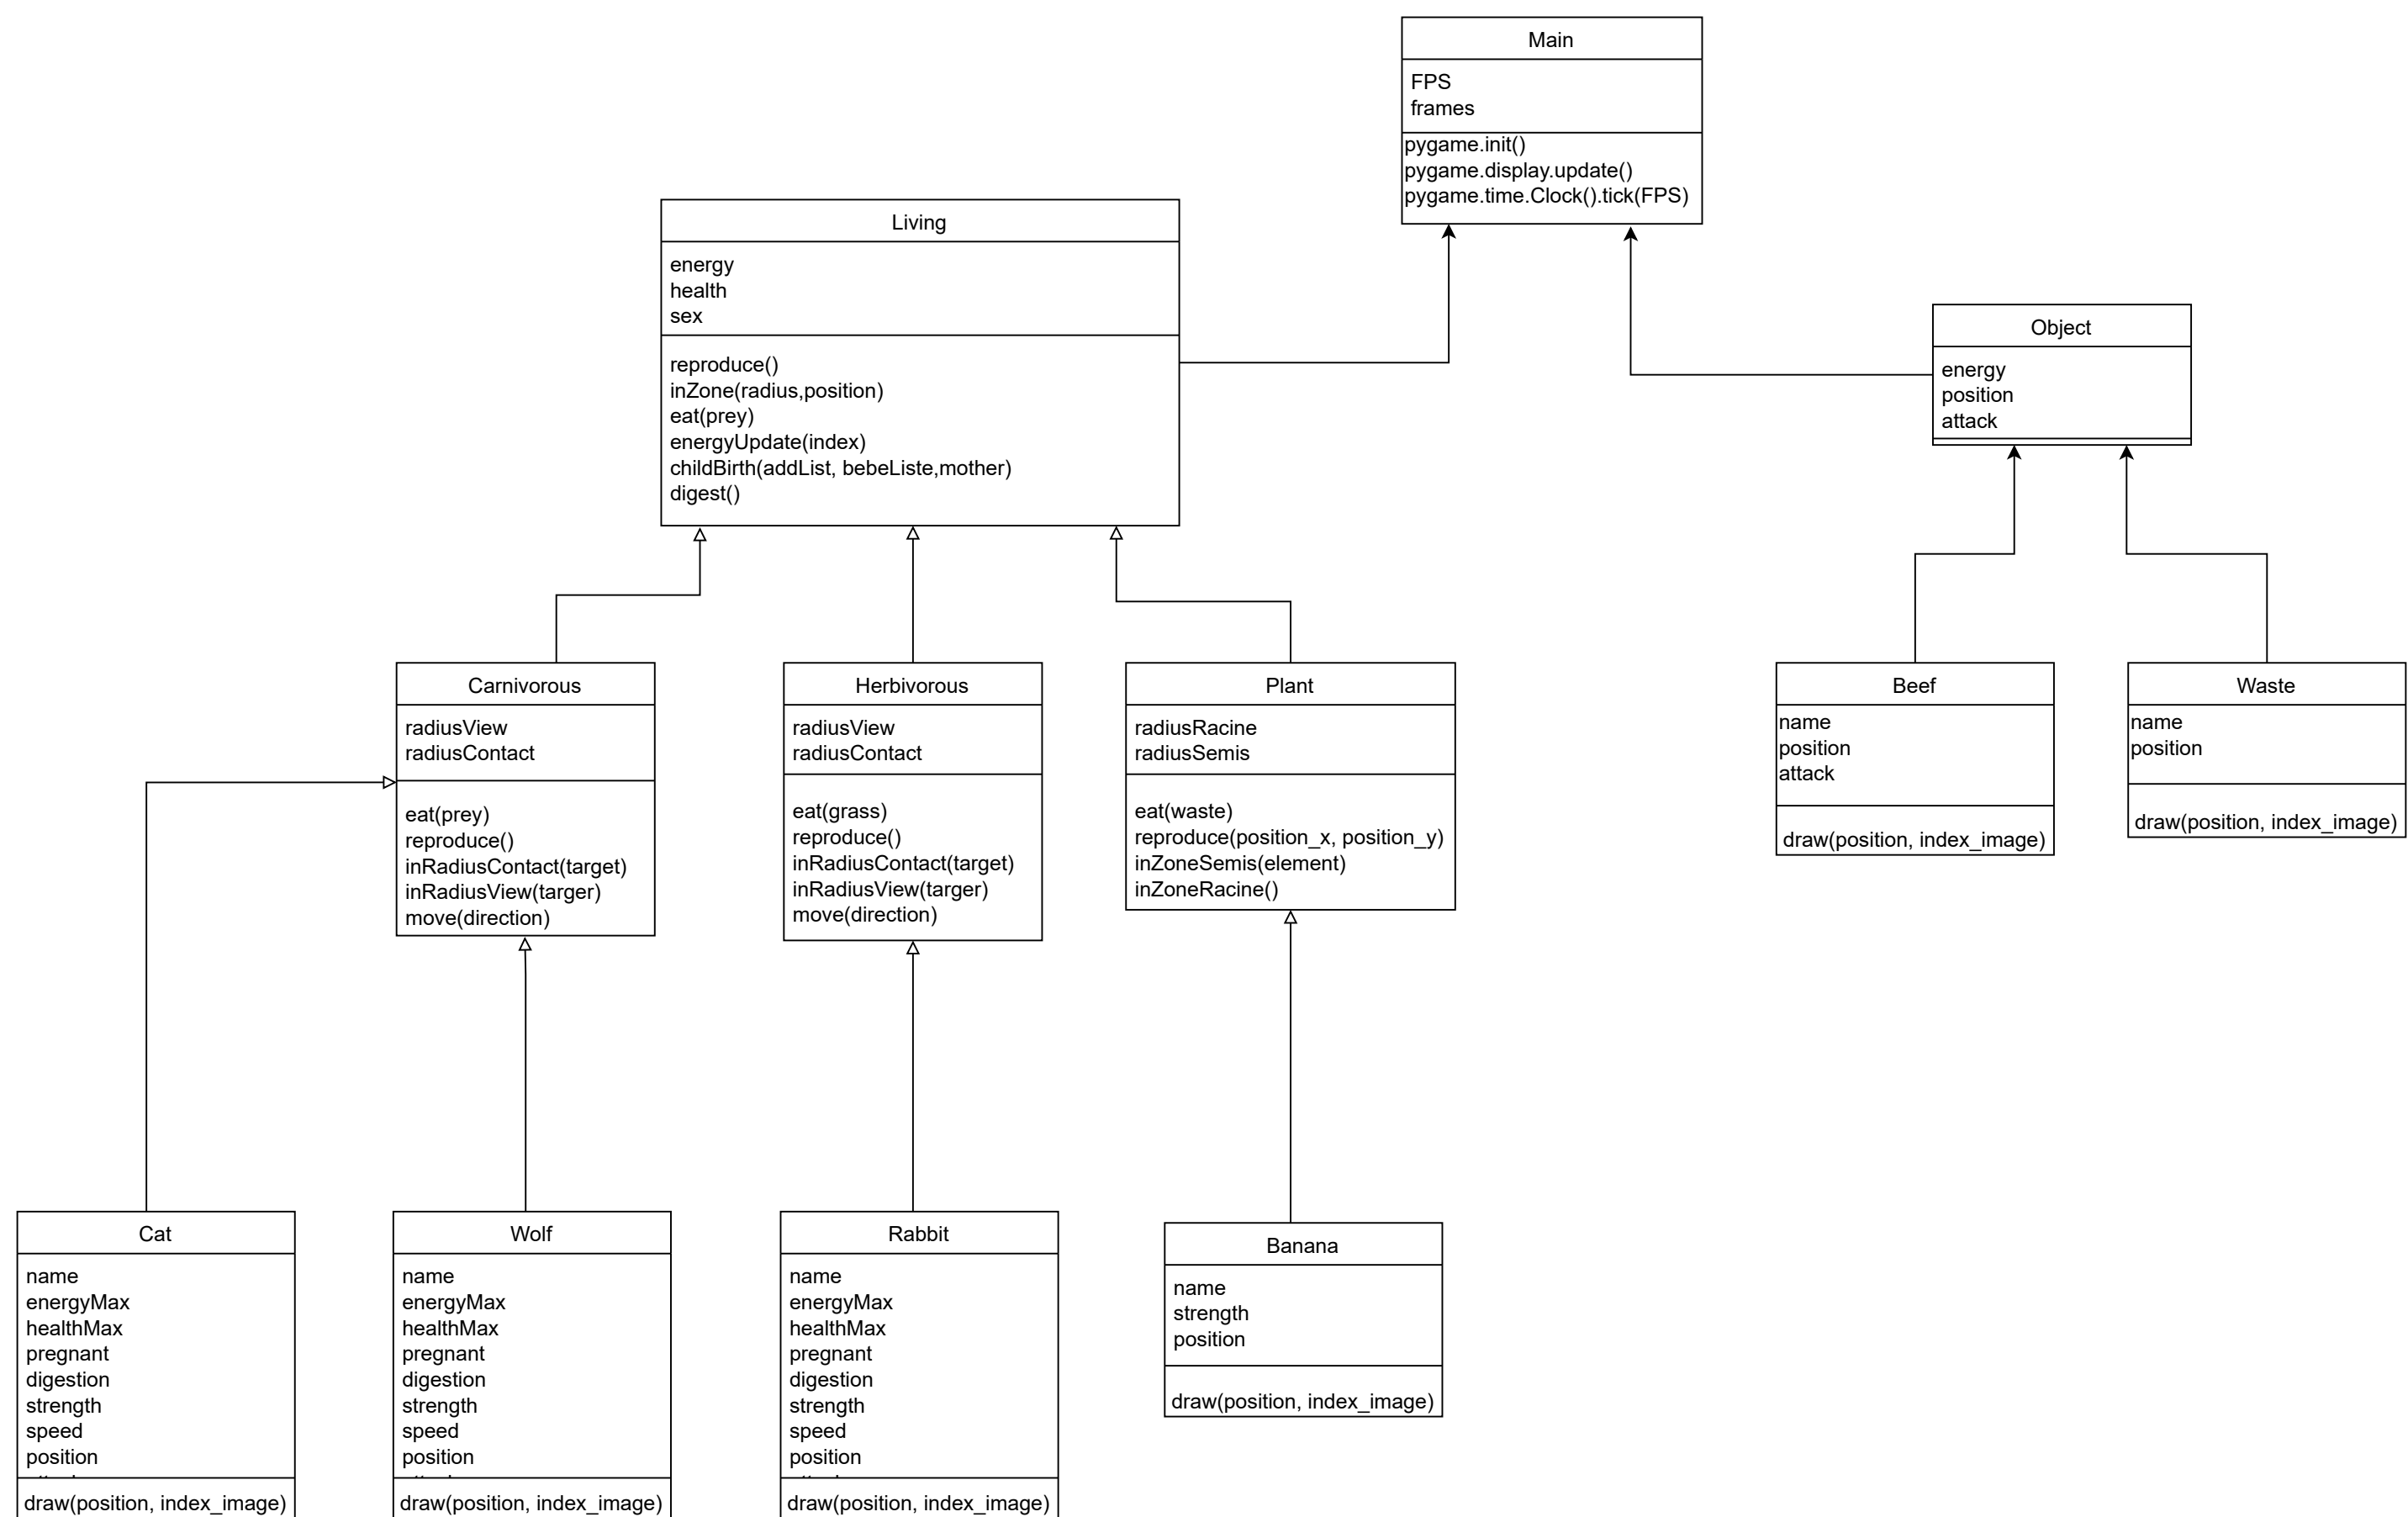 Main
FPS
frames
pygame.init()
pygame.display.update()
pygame.time.Clock().tick(FPS)
Living
energy
health
sex
reproduce()
inZone(radius,position)
eat(prey)
energyUpdate(index)
childBirth(addList, bebeListe,mother)
digest()
Object
energy
position
attack
Carnivorous
radiusView
radiusContact
eat(prey)
reproduce()
inRadiusContact(target)
inRadiusView(targer)
move(direction)
Herbivorous
radiusView
radiusContact
eat(grass)
reproduce()
inRadiusContact(target)
inRadiusView(targer)
move(direction)
Plant
radiusRacine
radiusSemis
eat(waste)
reproduce(position_x, position_y)
inZoneSemis(element)
inZoneRacine()
Beef
name
position
attack
draw(position, index_image)
Waste
name
position
draw(position, index_image)
Cat
name
energyMax
healthMax
pregnant
digestion
strength
speed
position
draw(position, index_image)
Wolf
name
energyMax
healthMax
pregnant
digestion
strength
speed
position
draw(position, index_image)
Rabbit
name
energyMax
healthMax
pregnant
digestion
strength
speed
position
draw(position, index_image)
Banana
name
strength
position
draw(position, index_image)